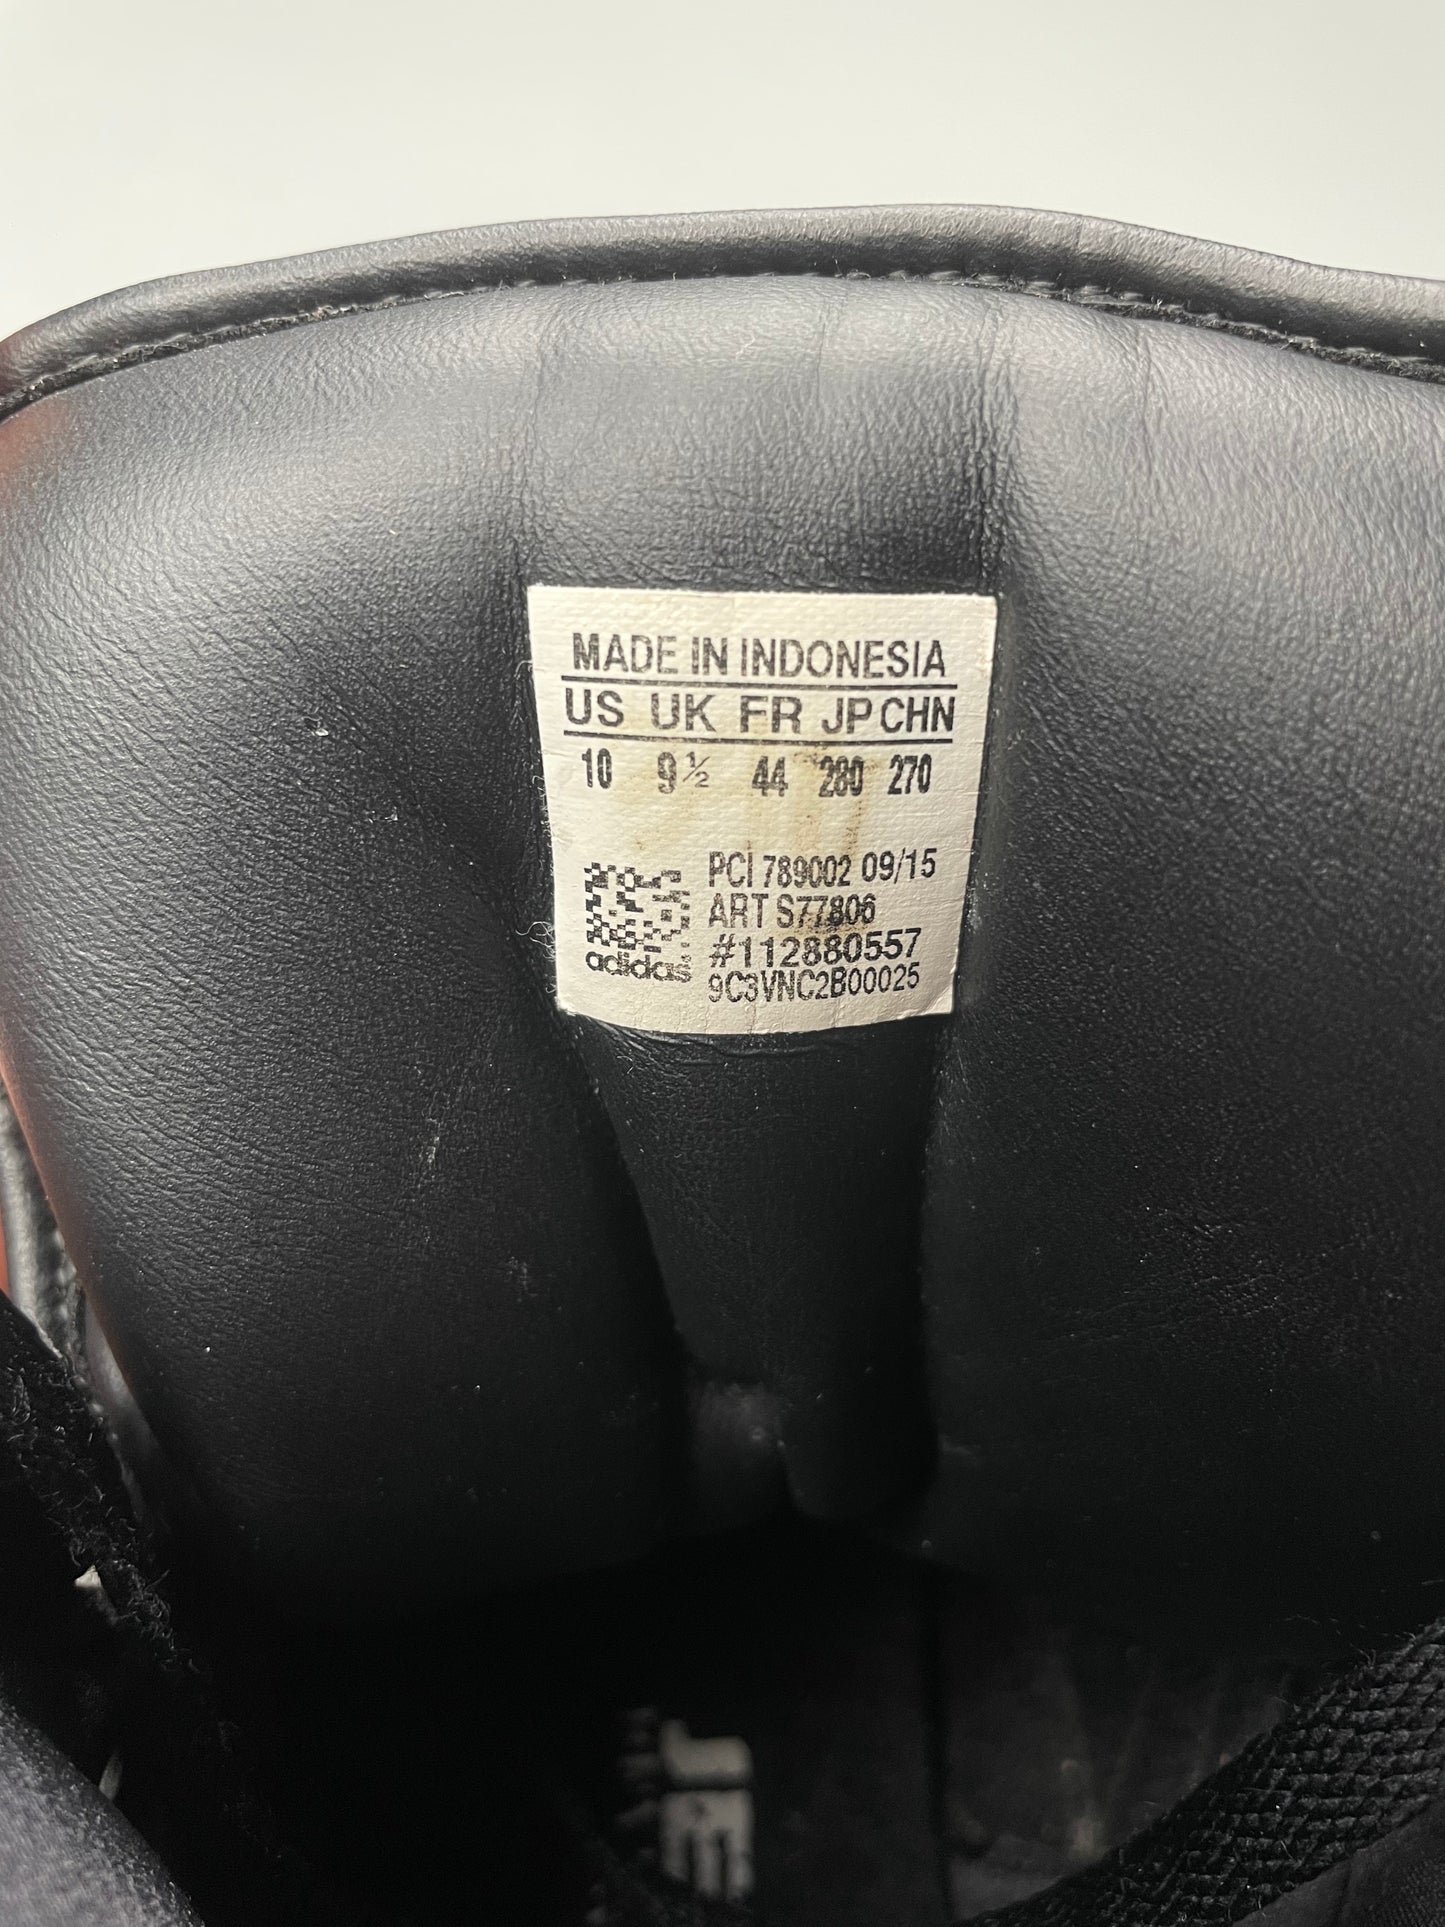 MADE IN INDONESIA
US UK FR JP CHN
10 9½ 44 280 270
PCI 789002 09/15
ART S77806
#112880557
adidas
9C3VNC2B00025
JE